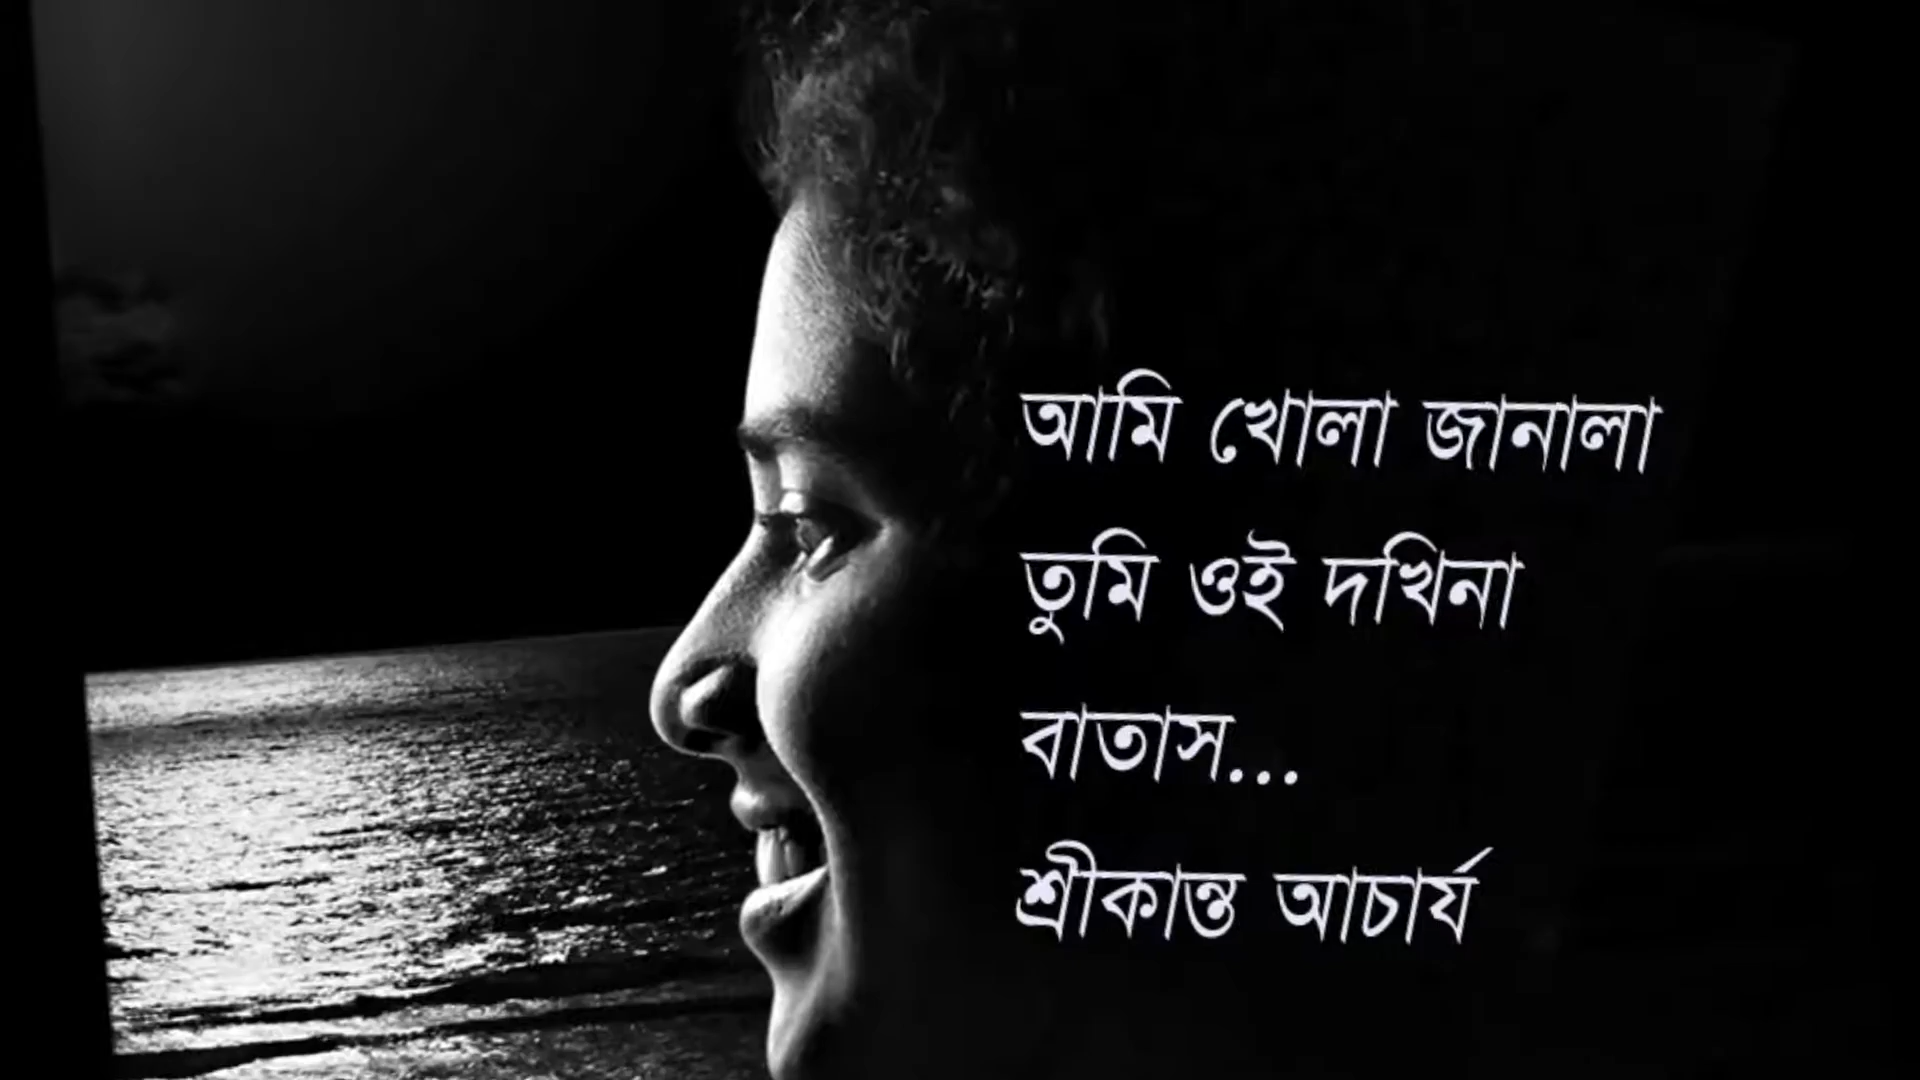 আমি খোলা জানালা
তুমি ওই দখিনা
বাতাস...
শ্রীকান্ত আচার্য